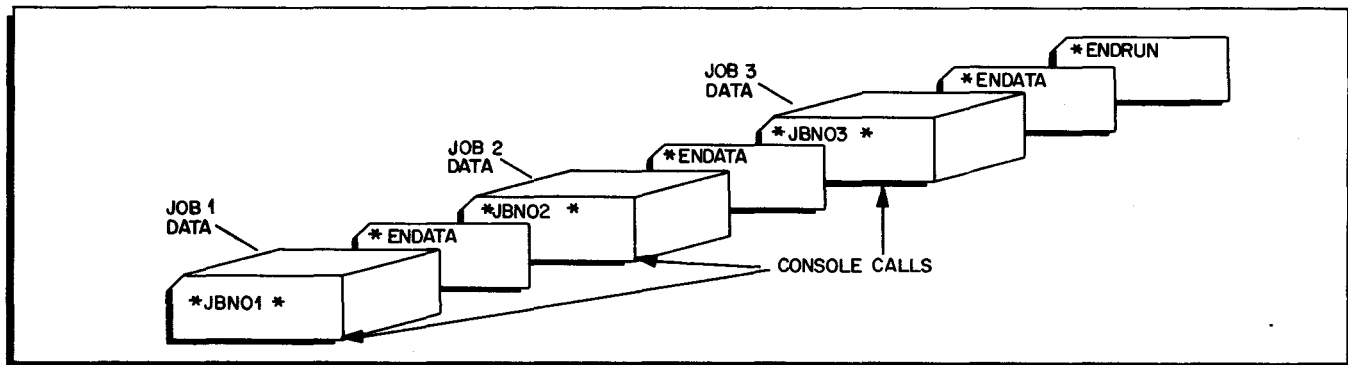 *ENDRUN
*ENDATA
JOB 3
DATA
*JBNO3 *
*ENDATA
JOB 2
DATA
*JBNO2 *
*ENDATA
JOB 1
DATA
*JBNO1 *
CONSOLE CALLS